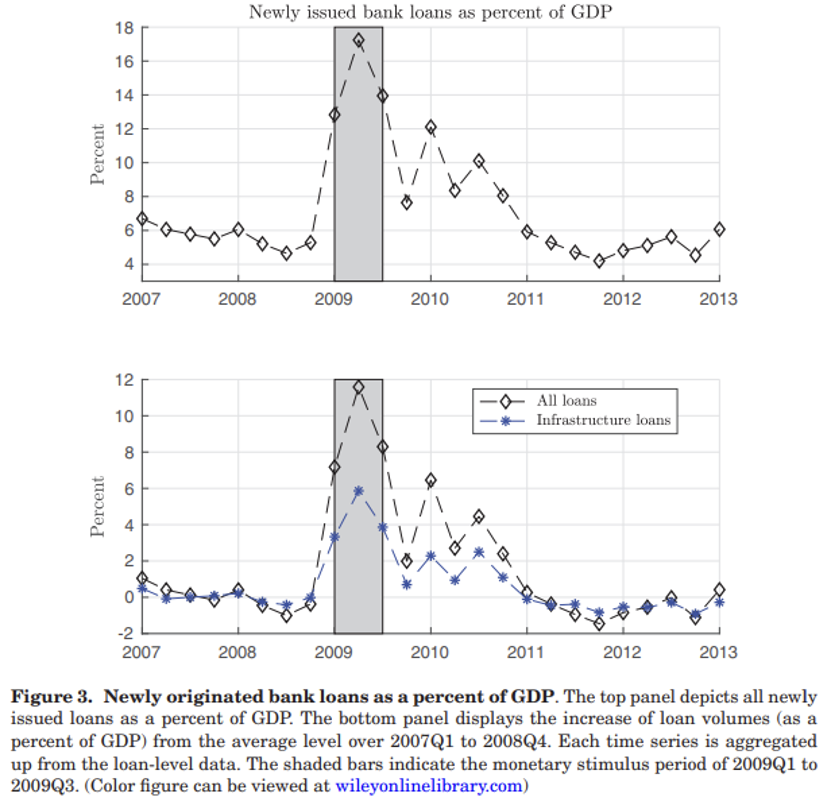 Newly issued bank loans as percent of GDP
18
16
14
12
10
8
6
4
Percent
2007 2008 2009 2010 2011 2012 2013
12
10
8
6
4
2
0
-2
Percent
All loans
Infrastructure loans
2007 2008 2009 2010 2011 2012 2013
Figure 3. Newly originated bank loans as a percent of GDP. The top panel depicts all newly
issued loans as a percent of GDP. The bottom panel displays the increase of loan volumes (as a
percent of GDP) from the average level over 2007Q1 to 2008Q4. Each time series is aggregated
up from the loan-level data. The shaded bars indicate the monetary stimulus period of 2009Q1 to
2009Q3. (Color figure can be viewed at wileyonlinelibrary.com)